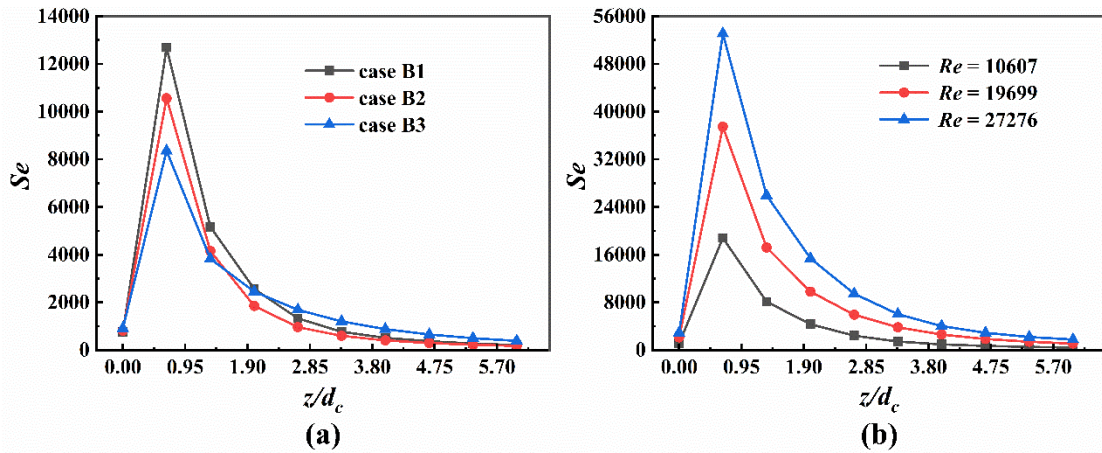 14000
12000
10000
8000
6000
4000
2000
0
Se
case B1
case B2
case B3
0.00 0.95 1.90 2.85 3.80 4.75 5.70
z/d_c
(a)
56000
48000
40000
32000
24000
16000
8000
0
Se
Re = 10607
Re = 19699
Re = 27276
0.00 0.95 1.90 2.85 3.80 4.75 5.70
z/d_c
(b)